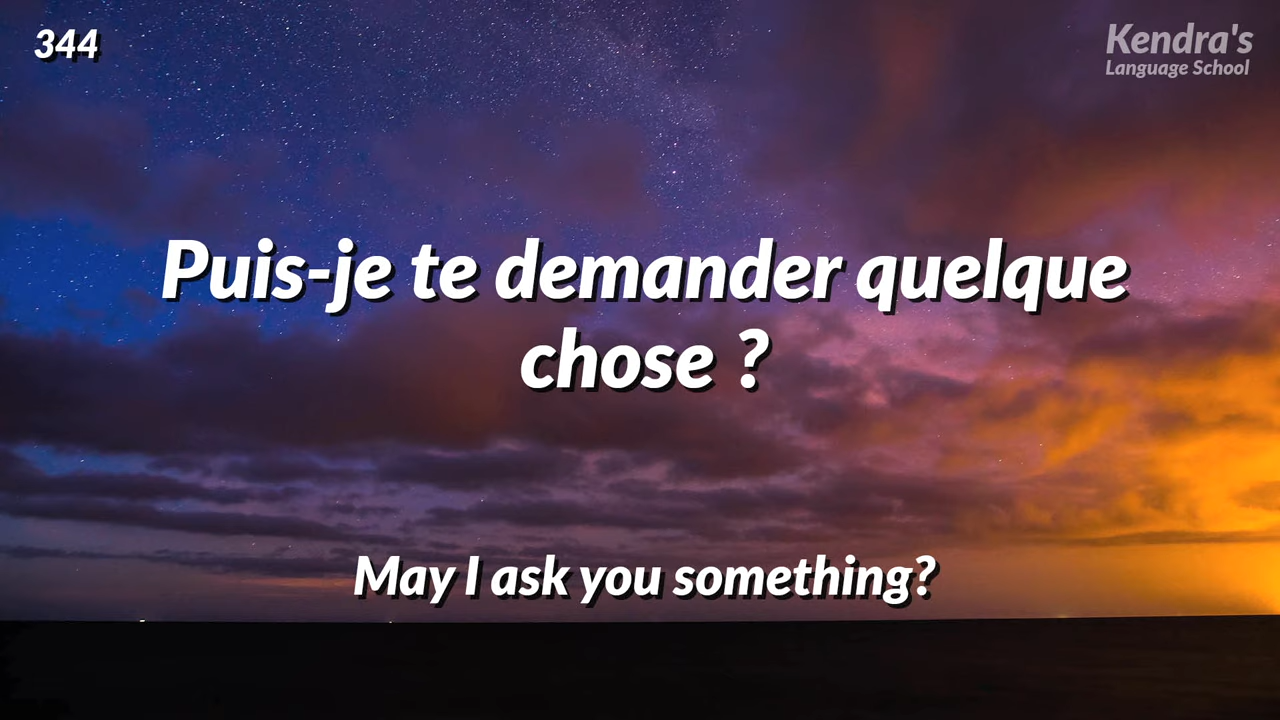 344
Kendra's
Language School
Puis-je te demander quelque
chose ?
May I ask you something?